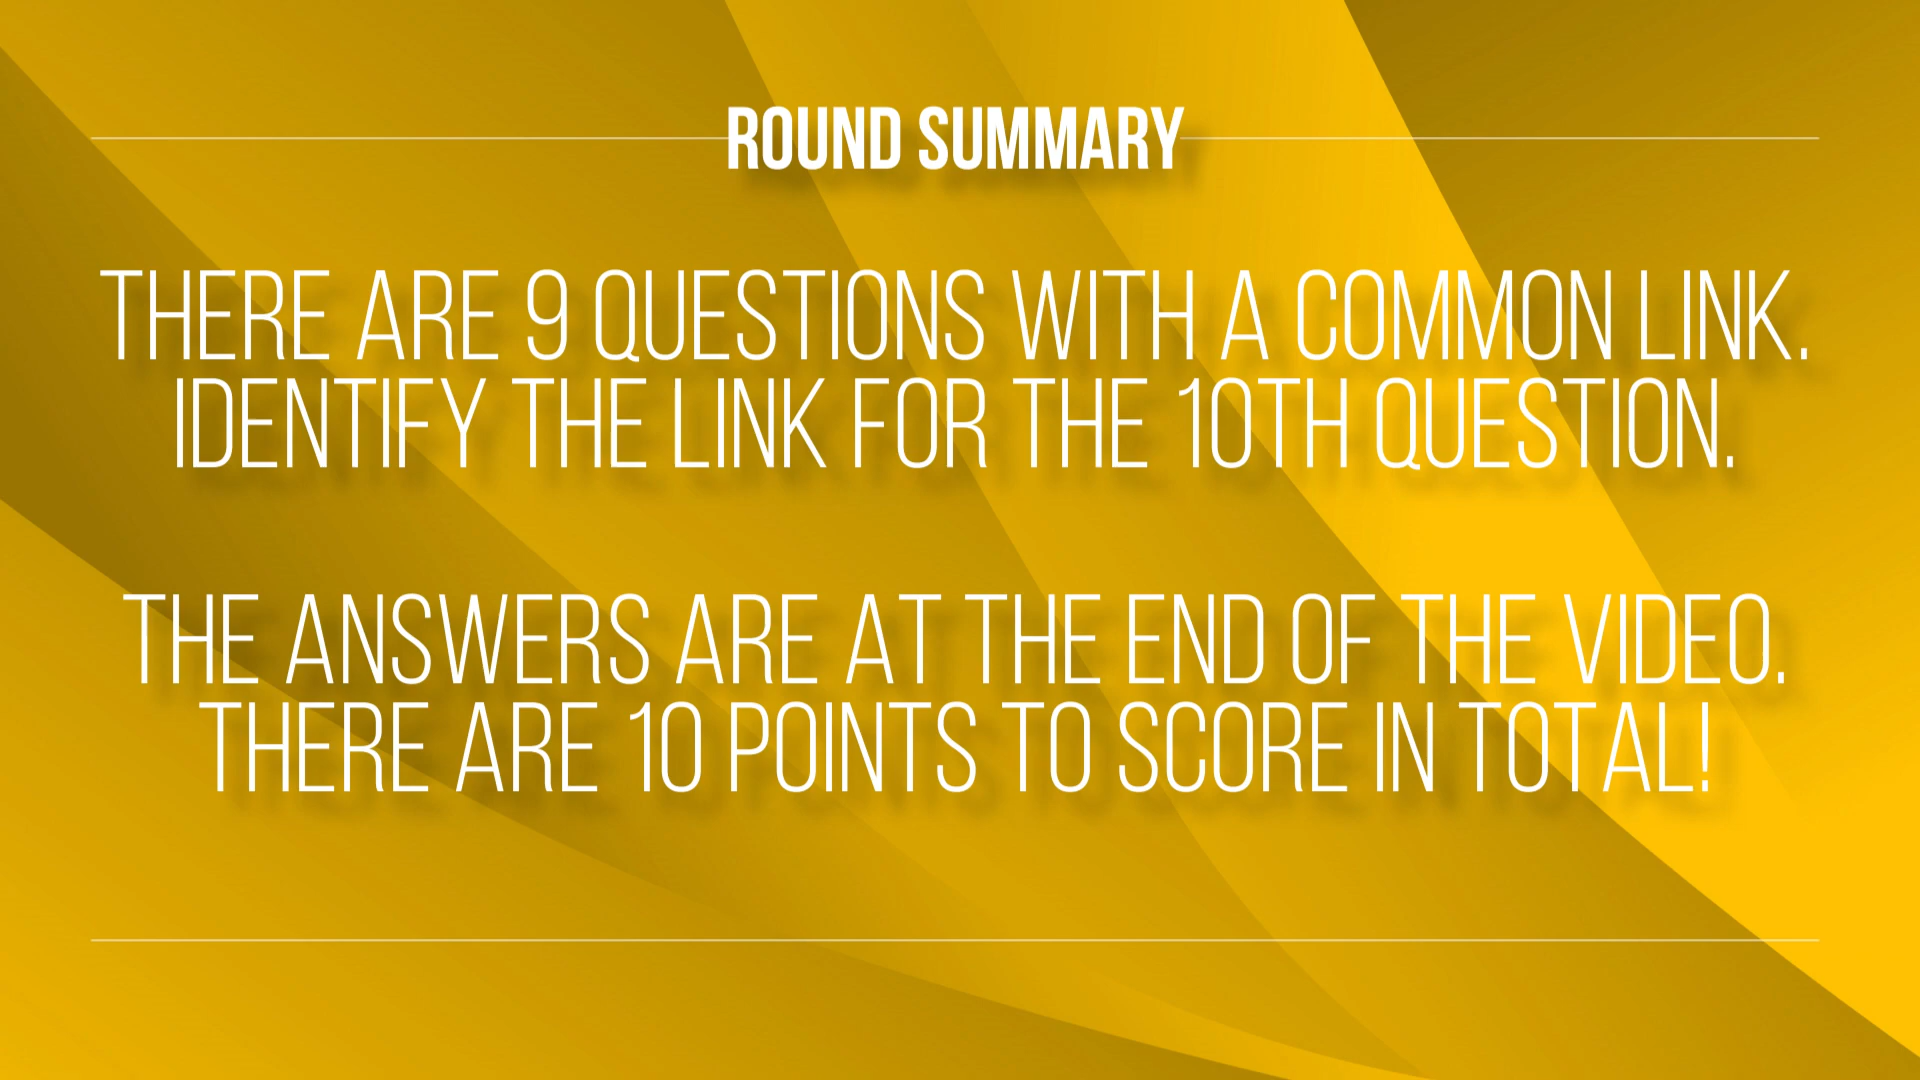 ROUND SUMMARY
THERE ARE 9 QUESTIONS WITH A COMMON LINK.
IDENTIFY THE LINK FOR THE 10TH QUESTION.
THE ANSWERS ARE AT THE END OF THE VIDEO.
THERE ARE 10 POINTS TO SCORE IN TOTAL!